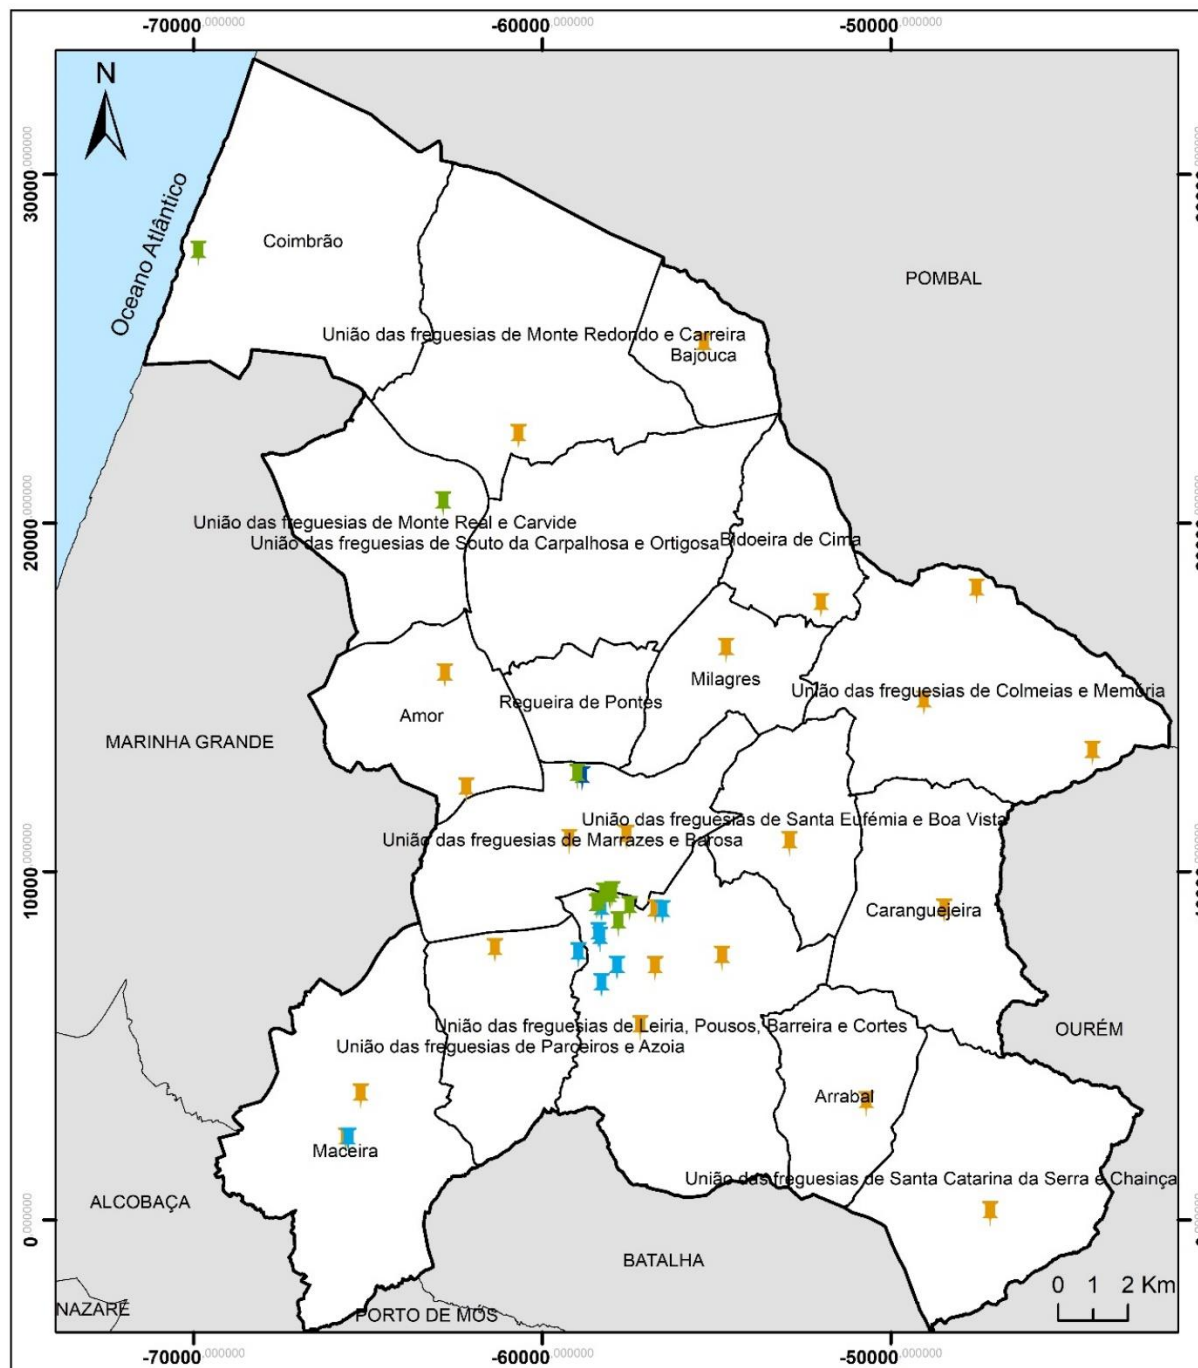 -70000,000000
-60000,000000
-50000,000000
N
30000,000000
Oceano Atlântico
Coimbrão
POMBAL
União das freguesias de Monte Redondo e Carreira
Bajouca
20000,000000
União das freguesias de Monte Real e Carvide
União das freguesias de Souto da Carpalhosa e Ortigosa
Bidoeira de Cima
Milagres
União das freguesias de Colmeias e Memória
Regueira de Pontes
Amor
MARINHA GRANDE
União das freguesias de Santa Eufémia e Boa Vista
União das freguesias de Marrazes e Barosa
10000,000000
Caranguejeira
União das freguesias de Leiria, Pousos, Barreira e Cortes
OURÉM
União das freguesias de Parceiros e Azoia
Arrabal
Maceira
União das freguesias de Santa Catarina da Serra e Chainça
ALCOBAÇA
0,000000
BATALHA
0 1 2 Km
NAZARÉ
PORTO DE MÓS
-70000,000000
-60000,000000
-50000,000000